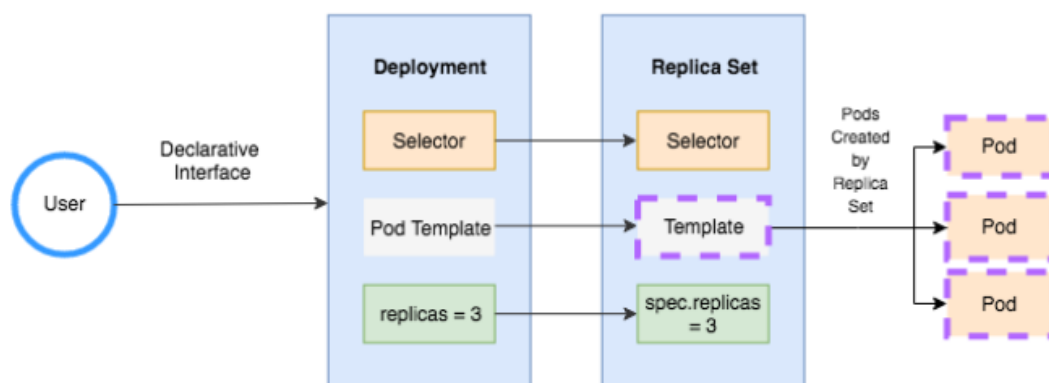 User
Declarative
Interface
Deployment
Selector
Pod Template
replicas = 3
Replica Set
Selector
Template
spec.replicas
= 3
Pods
Created
by
Replica
Set
Pod
Pod
Pod